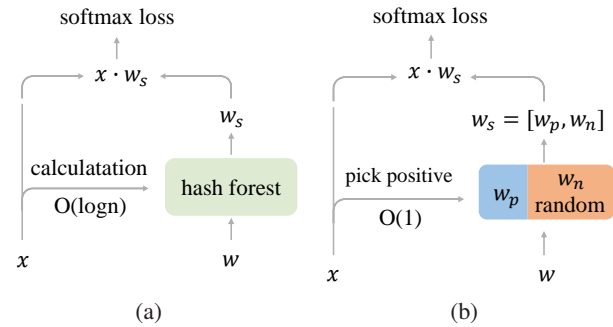 softmax loss
x · w_s
w_s
calculatation
O(logn)
hash forest
x
w
(a)
softmax loss
x · w_s
w_s = [w_p, w_n]
pick positive
O(1)
w_p
w_n
random
x
w
(b)